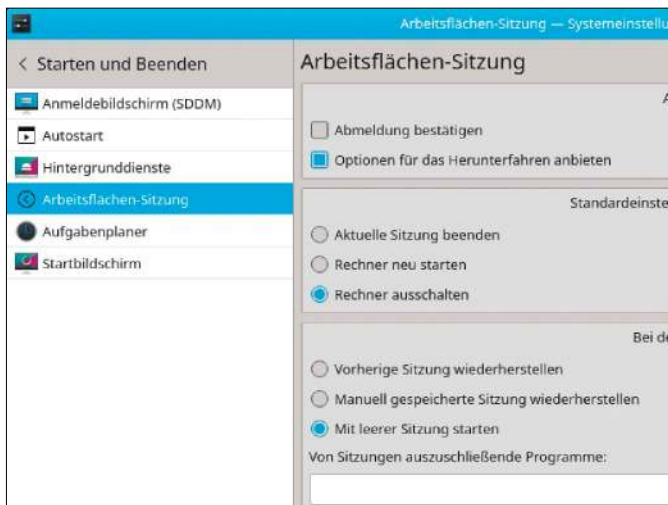 Arbeitsflächen-Sitzung — Systemeinstellu
Starten und Beenden
Anmeldebildschirm (SDDM)
Autostart
Hintergrunddienste
Arbeitsflächen-Sitzung
Aufgabenplaner
Startbildschirm
Arbeitsflächen-Sitzung
A
Abmeldung bestätigen
Optionen für das Herunterfahren anbieten
Standardeinste
Aktuelle Sitzung beenden
Rechner neu starten
Rechner ausschalten
Bei de
Vorherige Sitzung wiederherstellen
Manuell gespeicherte Sitzung wiederherstellen
Mit leerer Sitzung starten
Von Sitzungen auszuschließende Programme: